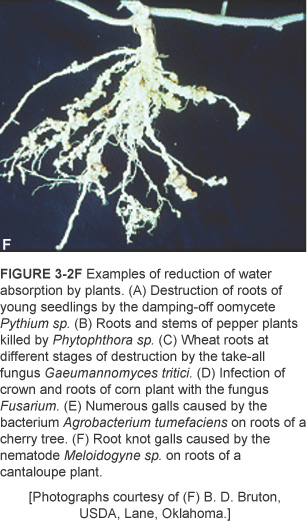 F
FIGURE 3-2F Examples of reduction of water
absorption by plants. (A) Destruction of roots of
young seedlings by the damping-off oomycete
Pythium sp. (B) Roots and stems of pepper plants
killed by Phytophthora sp. (C) Wheat roots at
different stages of destruction by the take-all
fungus Gaeumannomyces tritici. (D) Infection of
crown and roots of corn plant with the fungus
Fusarium. (E) Numerous galls caused by the
bacterium Agrobacterium tumefaciens on roots of a
cherry tree. (F) Root knot galls caused by the
nematode Meloidogyne sp. on roots of a
cantaloupe plant.
[Photographs courtesy of (F) B. D. Bruton,
USDA, Lane, Oklahoma.]